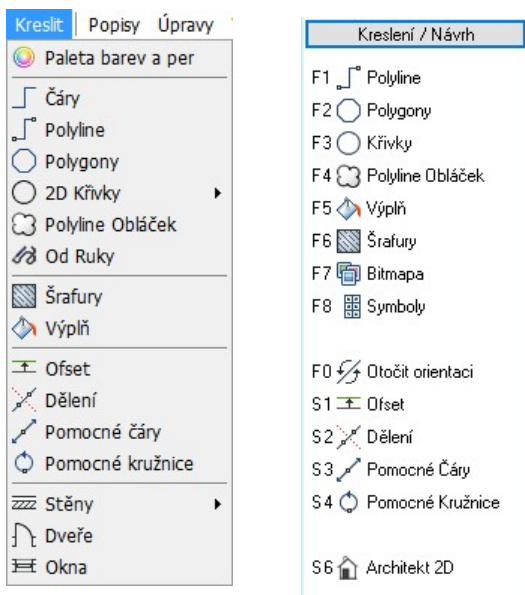 Kreslit Popisy Úpravy
Paleta barev a per
Čáry
Polyline
Polygony
2D Křivky
Polyline Obláček
Od Ruky
Šrafury
Výplň
Ofset
Dělení
Pomocné čáry
Pomocné kružnice
Stěny
Dveře
Okna
Kreslení / Návrh
F1 Polyline
F2 Polygony
F3 Křivky
F4 Polyline Obláček
F5 Výplň
F6 Šrafury
F7 Bitmapa
F8 Symboly
F0 Otočit orientaci
S1 Ofset
S2 Dělení
S3 Pomocné Čáry
S4 Pomocné Kružnice
S6 Architekt 2D